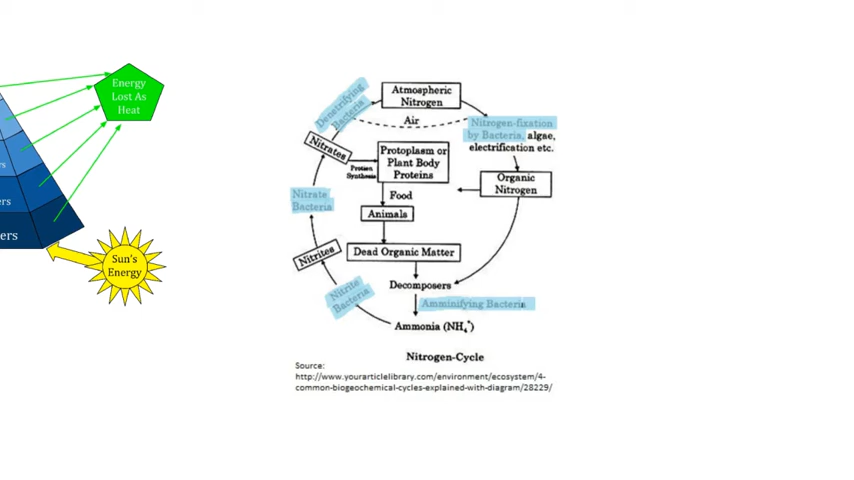 Energy
Lost As
Heat
s
ers
ers
Sun's
Energy
Denitrifying
Bacteria
Atmospheric
Nitrogen
Air
Nitrogen-fixation
by Bacteria, algae,
electrification etc.
Nitrates
Protien
Synthesis
Protoplasm or
Plant Body
Proteins
Organic
Nitrogen
Nitrate
Bacteria
Food
Animals
Nitrites
Dead Organic Matter
Nitrite
Bacteria
Decomposers
Amminifying Bacteria
Ammonia (NH₄⁺)
Nitrogen-Cycle
Source:
http://www.yourarticlelibrary.com/environment/ecosystem/4-
common-biogeochemical-cycles-explained-with-diagram/28229/